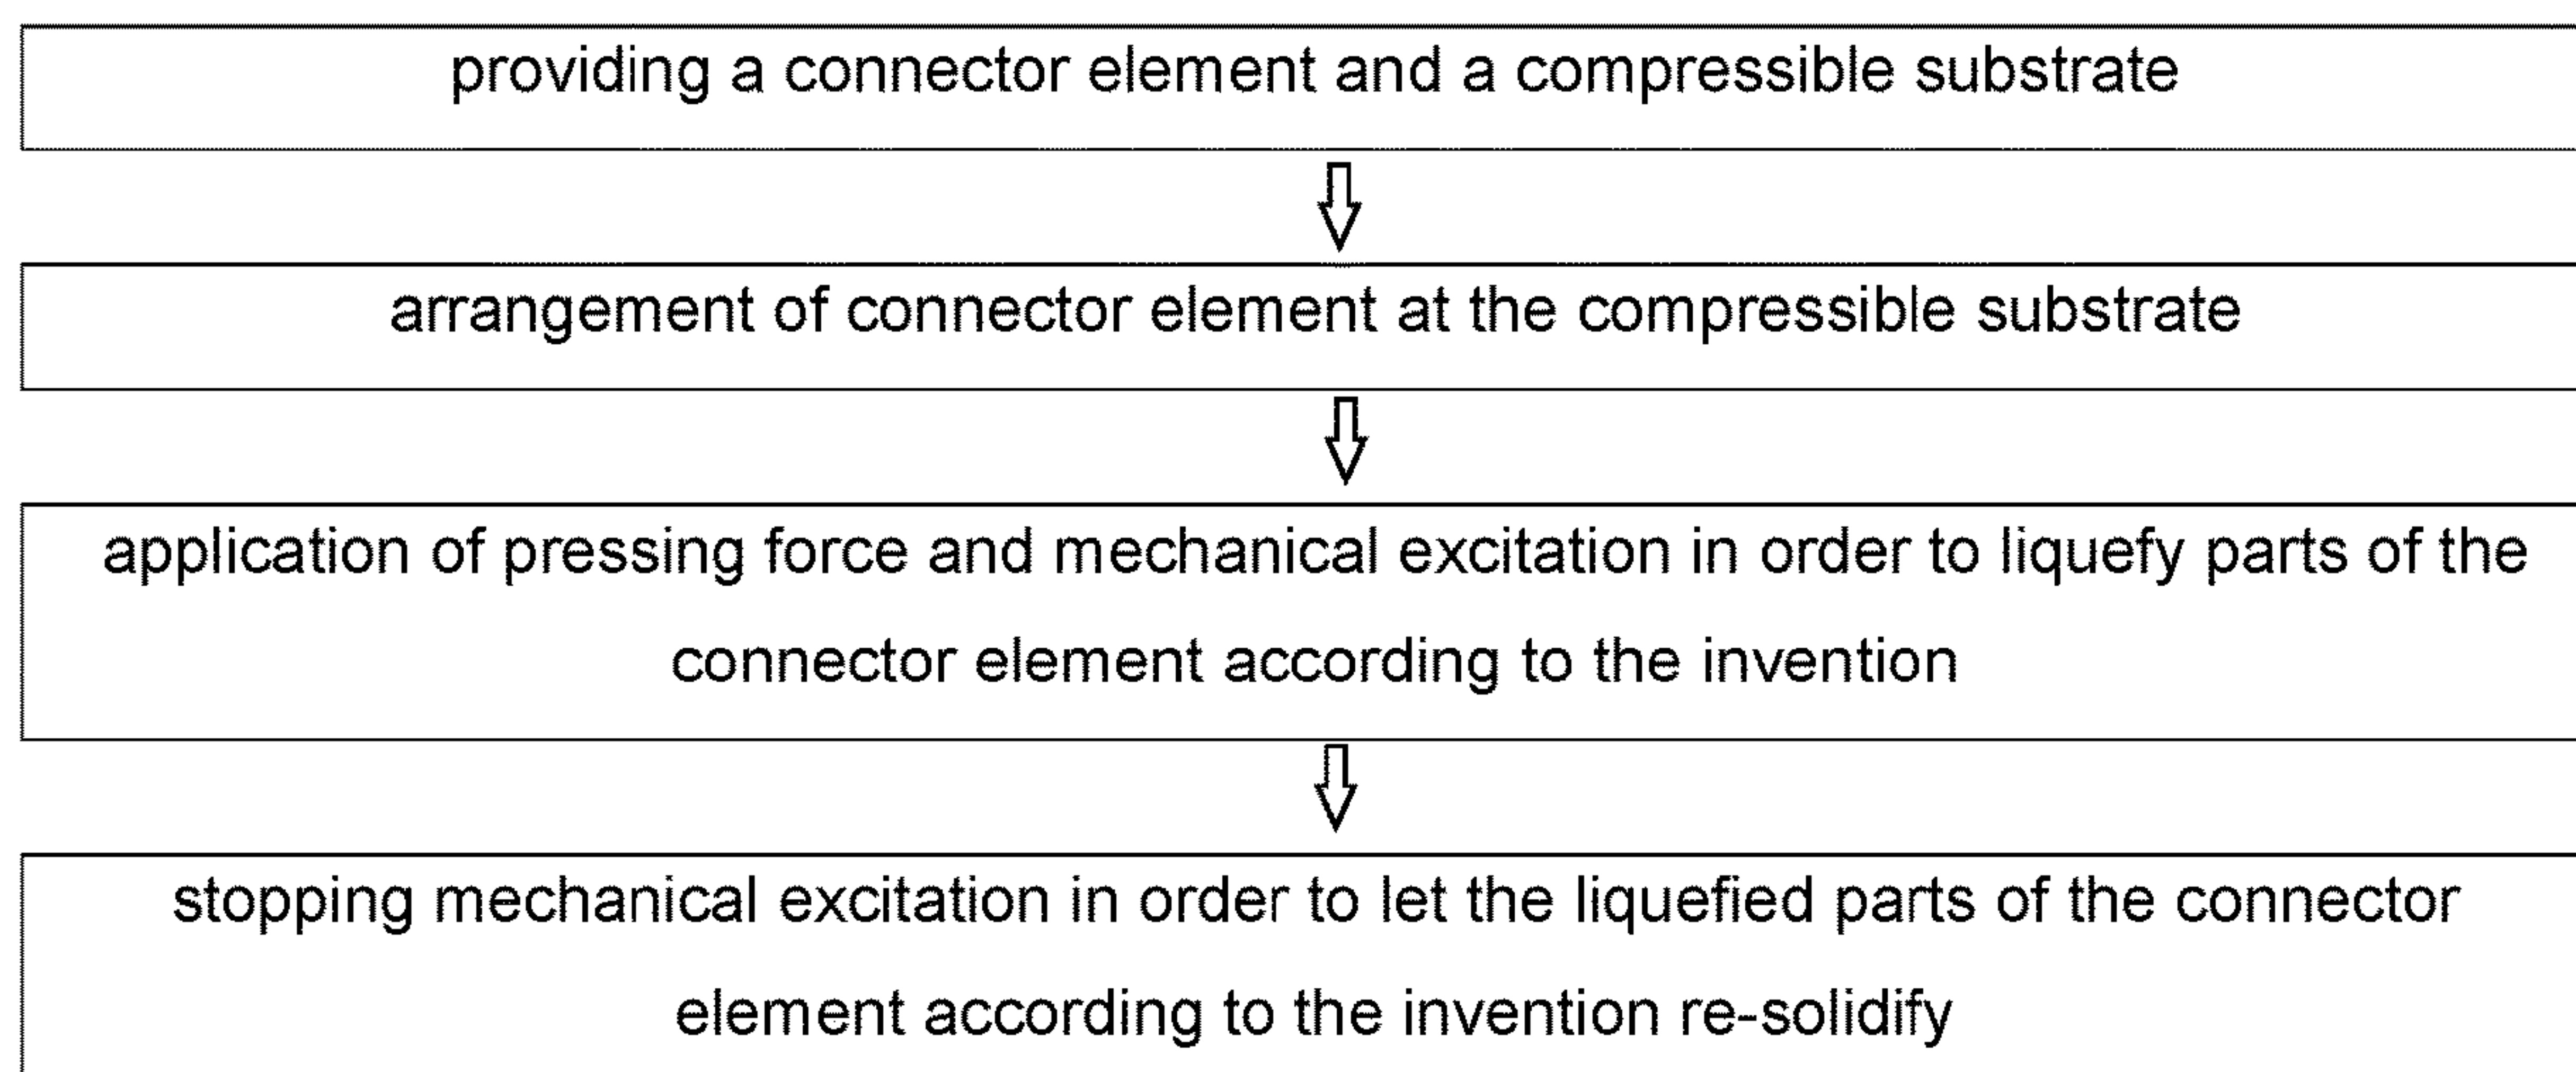 providing a connector element and a compressible substrate
arrangement of connector element at the compressible substrate
application of pressing force and mechanical excitation in order to liquefy parts of the
connector element according to the invention
stopping mechanical excitation in order to let the liquefied parts of the connector
element according to the invention re-solidify